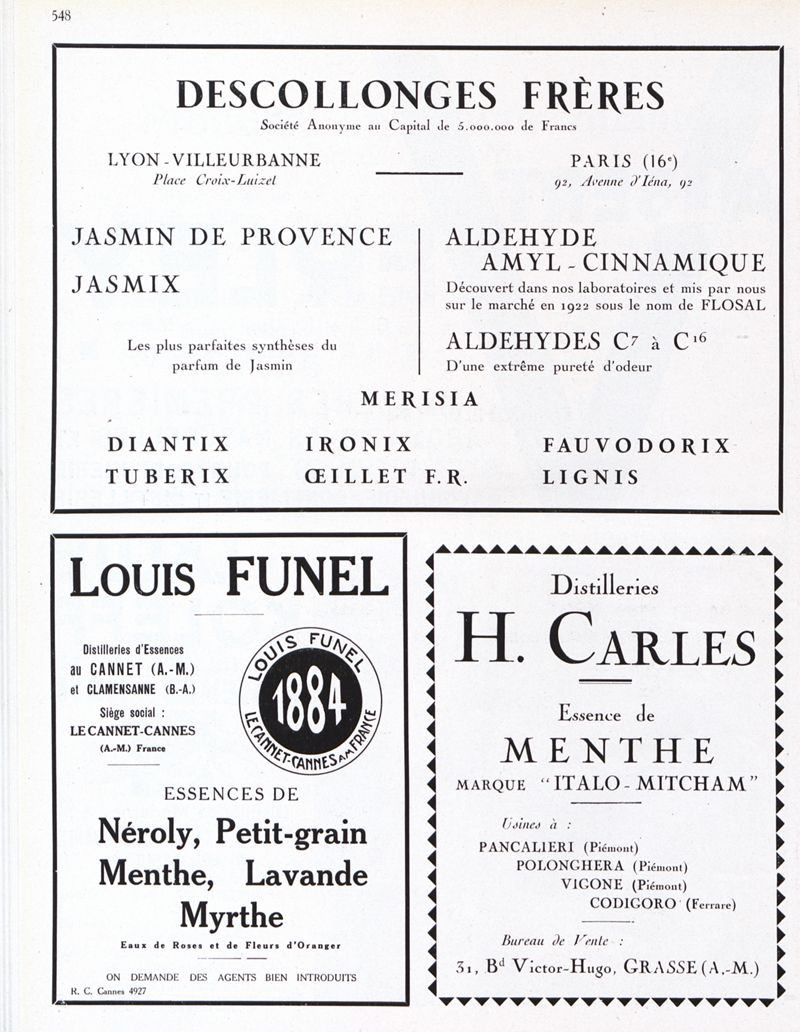 548
DESCOLLONGES FRÈRES
Société Anonyme au Capital de 5.000.000 de Francs
LYON-VILLEURBANNE
Place Croix-Luizet
PARIS (16e)
92, Avenue d'Iéna, 92
JASMIN DE PROVENCE
JASMIX
Les plus parfaites synthèses du
parfum de Jasmin
ALDEHYDE
AMYL-CINNAMIQUE
Découvert dans nos laboratoires et mis par nous
sur le marché en 1922 sous le nom de FLOSAL
ALDEHYDES C7 à C16
D'une extrême pureté d'odeur
MERISIA
DIANTIX IRONIX FAUVODORIX
TUBERIX ŒILLET F.R. LIGNIS
LOUIS FUNEL
Distilleries d'Essences
au CANNET (A.-M.)
et CLAMENSANNE (B.-A.)
Siège social :
LE CANNET-CANNES
(A.-M.) France
LOUIS FUNEL
1884
LE CANNET-CANNES A.M FRANCE
ESSENCES DE
Néroly, Petit-grain
Menthe, Lavande
Myrthe
Eaux de Roses et de Fleurs d'Oranger
ON DEMANDE DES AGENTS BIEN INTRODUITS
R. C. Cannes 4927
Distilleries
H. CARLES
Essence de
MENTHE
MARQUE "ITALO-MITCHAM"
Usines à :
PANCALIERI (Piémont)
POLONGHERA (Piémont)
VIGONE (Piémont)
CODIGORO (Ferrare)
Bureau de Vente :
31, Bd Victor-Hugo, GRASSE (A.-M.)